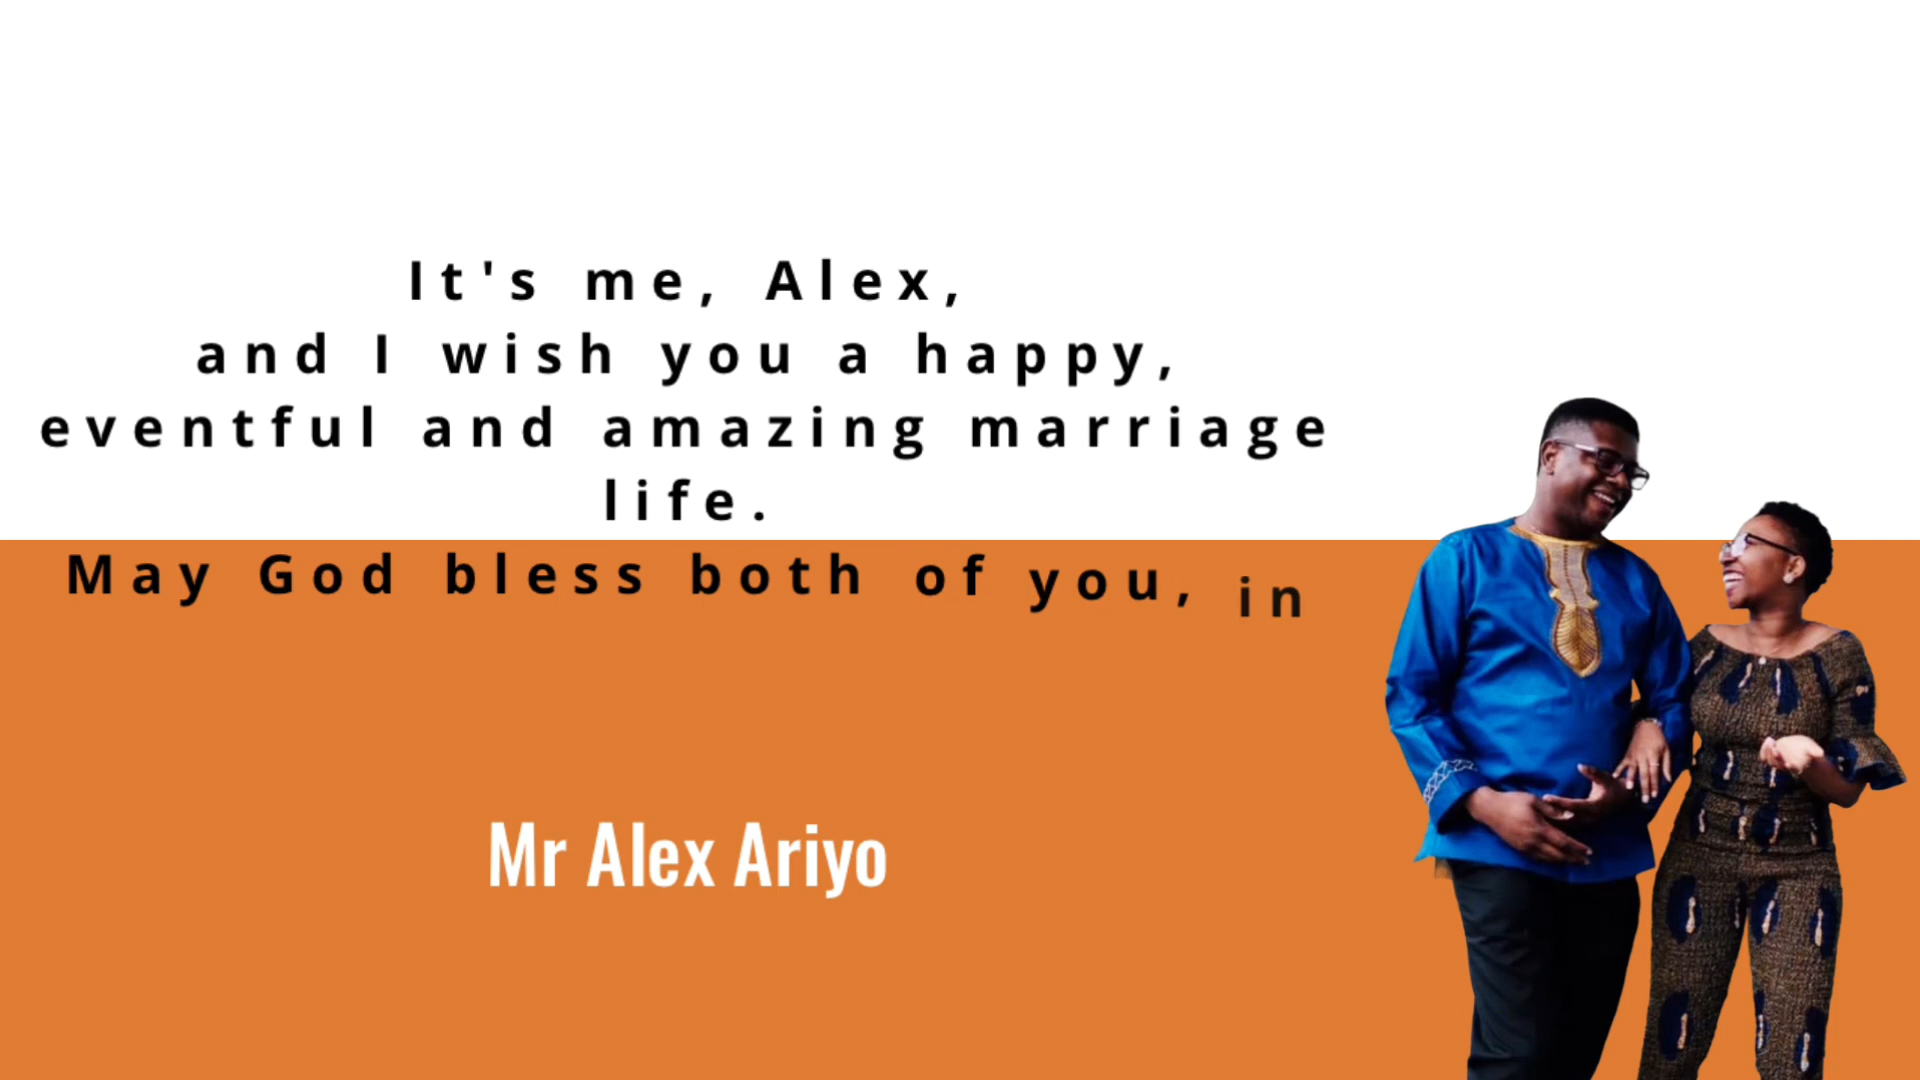 It's me, Alex,
and I wish you a happy,
eventful and amazing marriage
life.
May God bless both of you, in
Mr Alex Ariyo